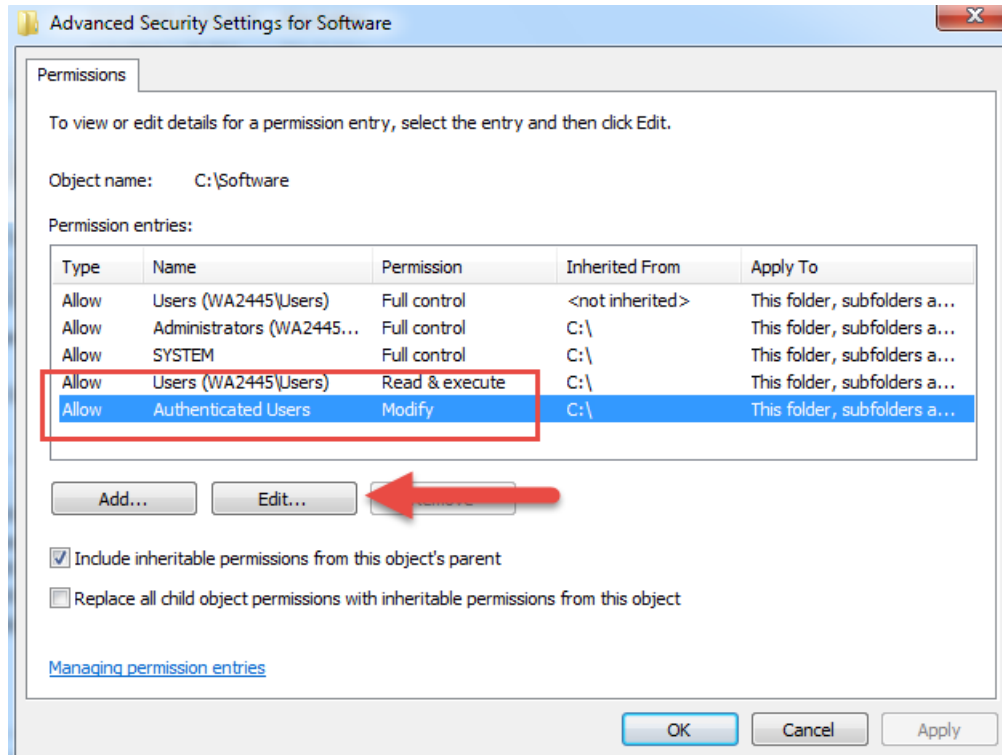 Advanced Security Settings for Software
Permissions
To view or edit details for a permission entry, select the entry and then click Edit.
Object name: C:\Software
Permission entries:
Type Name Permission Inherited From Apply To
Allow Users (WA2445\Users) Full control <not inherited> This folder, subfolders a...
Allow Administrators (WA2445... Full control C:\ This folder, subfolders a...
Allow SYSTEM Full control C:\ This folder, subfolders a...
Allow Users (WA2445\Users) Read & execute C:\ This folder, subfolders a...
Allow Authenticated Users Modify C:\ This folder, subfolders a...
Add... Edit...
Include inheritable permissions from this object's parent
Replace all child object permissions with inheritable permissions from this object
Managing permission entries
OK Cancel Apply